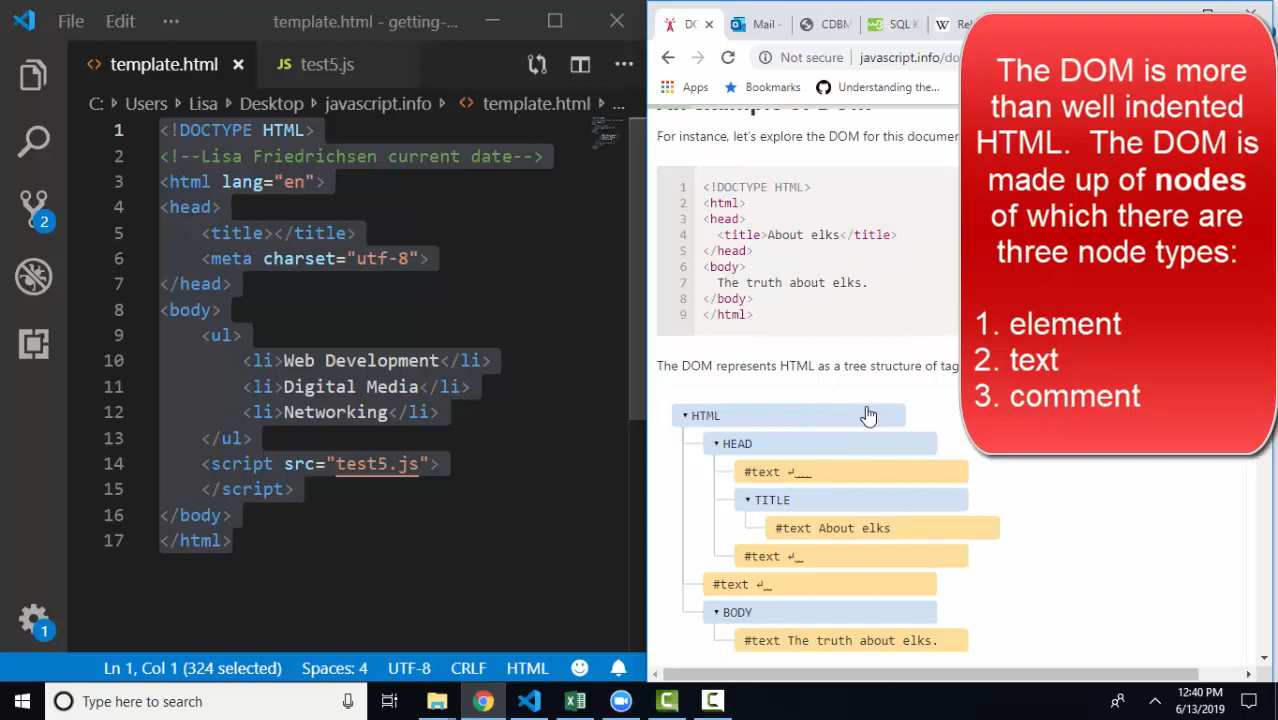 File Edit ··· template.html - getting-...
template.html
JS test5.js
C: > Users > Lisa > Desktop > javascript.info > template.html > ...
1 <!DOCTYPE HTML>
2 <!--Lisa Friedrichsen current date-->
3 <html lang="en">
4 <head>
5 <title></title>
6 <meta charset="utf-8">
7 </head>
8 <body>
9 <ul>
10 <li>Web Development</li>
11 <li>Digital Media</li>
12 <li>Networking</li>
13 </ul>
14 <script src="test5.js">
15 </script>
16 </body>
17 </html>
2
1
Ln 1, Col 1 (324 selected) Spaces: 4 UTF-8 CRLF HTML
DO Mail - CDBM SQL W Rel
Not secure javascript.info/do
Apps Bookmarks Understanding the...
For instance, let's explore the DOM for this documen
1 <!DOCTYPE HTML>
2 <html>
3 <head>
4 <title>About elks</title>
5 </head>
6 <body>
7 The truth about elks.
8 </body>
9 </html>
The DOM represents HTML as a tree structure of tag
▾ HTML
▾ HEAD
#text ↵␣␣
▾ TITLE
#text About elks
#text ↵␣
#text ↵␣
▾ BODY
#text The truth about elks.
The DOM is more
than well indented
HTML. The DOM is
made up of nodes
of which there are
three node types:
1. element
2. text
3. comment
Type here to search
12:40 PM
6/13/2019